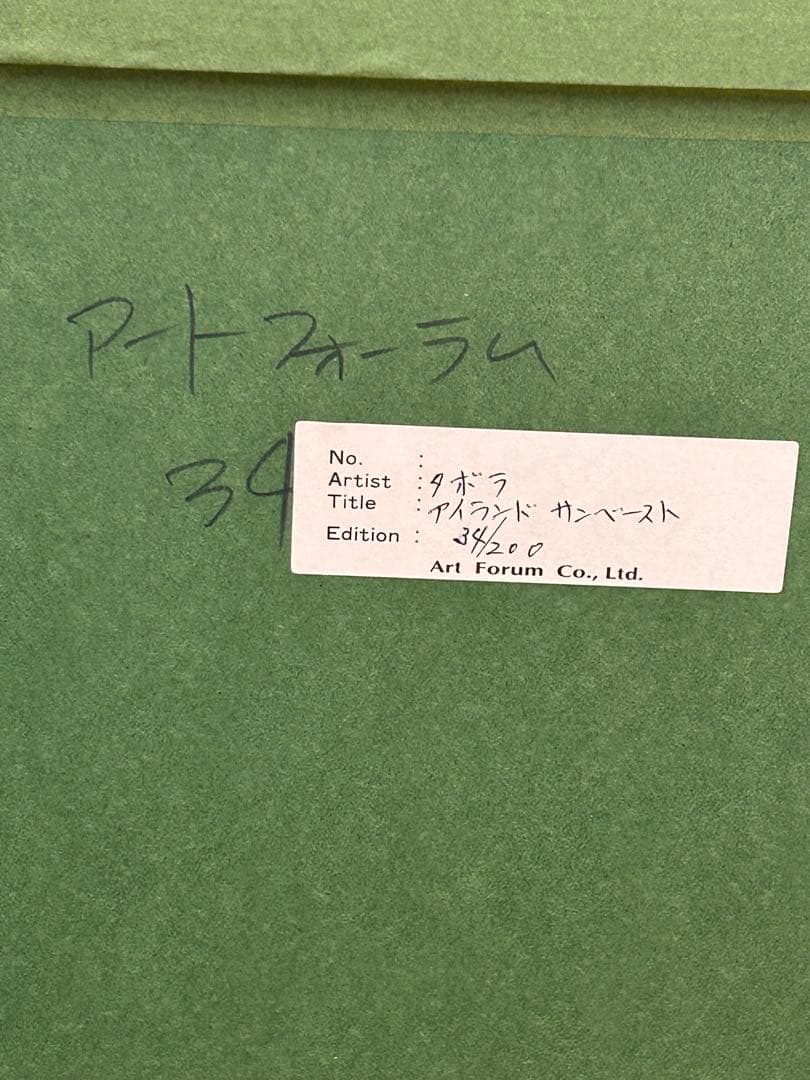 アートフォーラム
34
No. :
Artist : タボラ
Title : アイランド サンベースト
Edition : 34/200
Art Forum Co., Ltd.